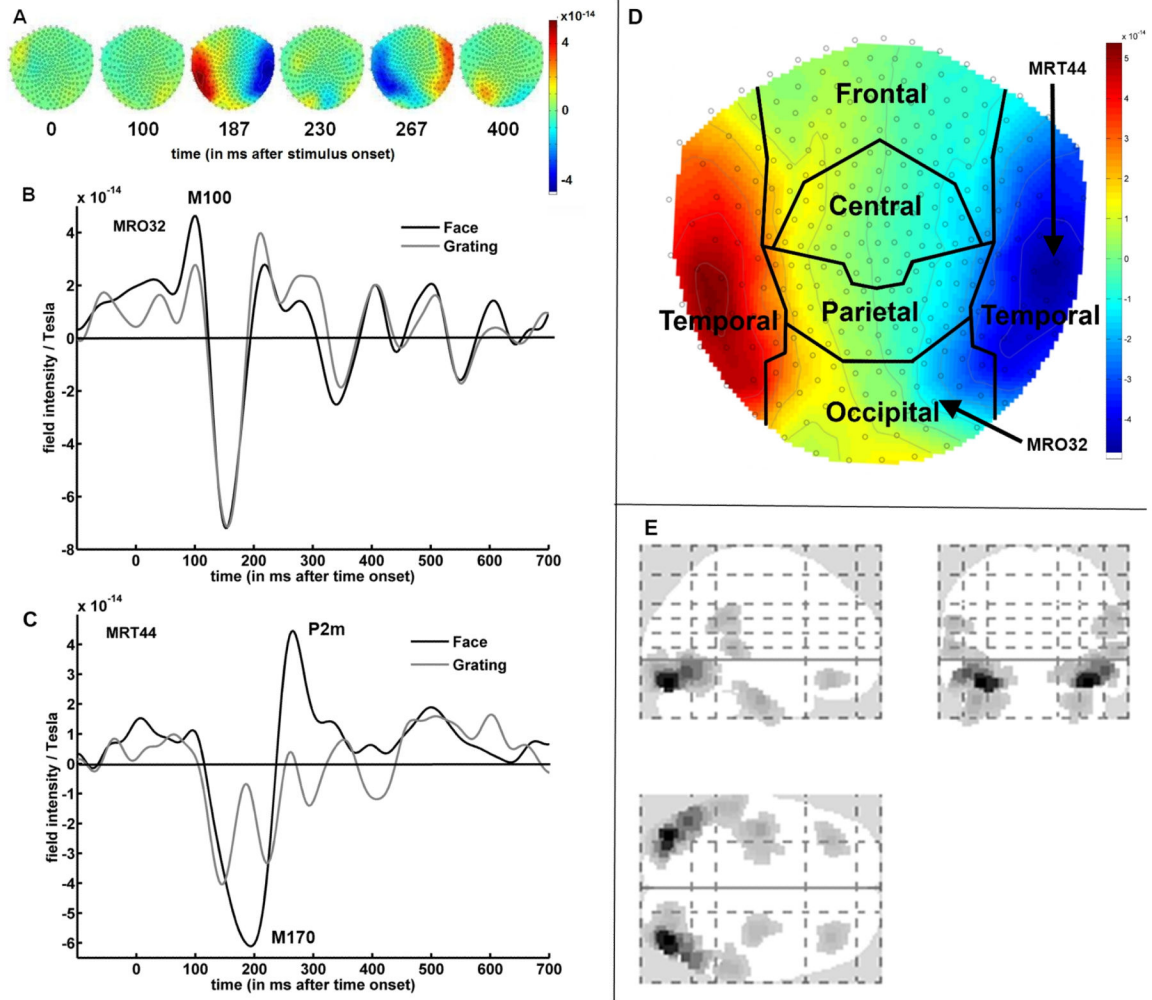 A
x10-14
4
0
-4
0 100 187 230 267 400
time (in ms after stimulus onset)
B
x 10-14
M100
MRO32
Face
Grating
4
2
0
-2
-4
-6
-8
field intensity / Tesla
0 100 200 300 400 500 600 700
time (in ms after time onset)
C
x 10-14
MRT44
P2m
Face
Grating
4
3
2
1
0
-1
-2
-3
-4
-5
-6
field intensity / Tesla
M170
0 100 200 300 400 500 600 700
time (in ms after time onset)
D
x 10-14
5
4
3
2
1
0
-1
-2
-3
-4
MRT44
Frontal
Central
Temporal Parietal Temporal
Occipital
MRO32
E